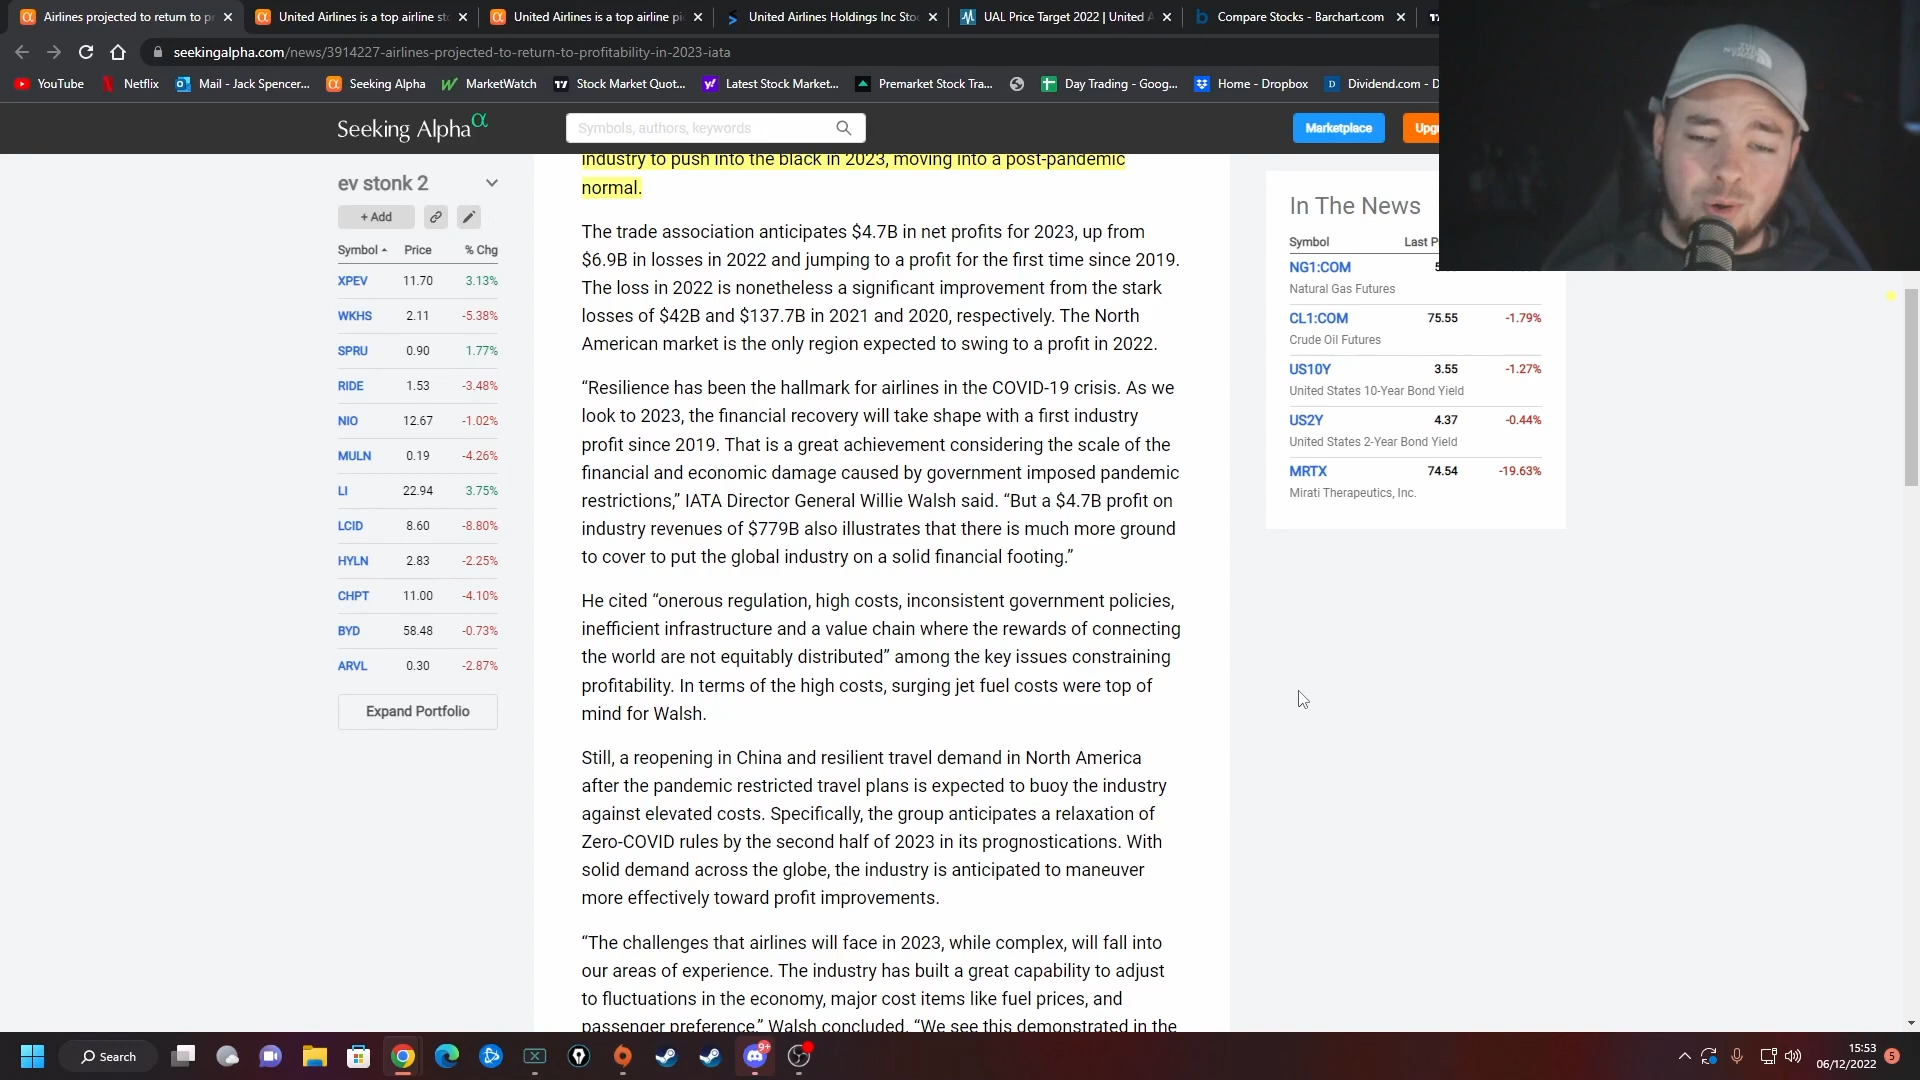 Airlines projected to return to pr
United Airlines is a top airline sto
United Airlines is a top airline pi
United Airlines Holdings Inc Sto
UAL Price Target 2022 | United A
Compare Stocks - Barchart.com
seekingalpha.com/news/3914227-airlines-projected-to-return-to-profitability-in-2023-iata
YouTube
Netflix
Mail - Jack Spencer...
Seeking Alpha
MarketWatch
Stock Market Quot...
Latest Stock Market...
Premarket Stock Tra...
Day Trading - Goog...
Home - Dropbox
Dividend.com - D
Seeking Alpha α
Symbols, authors, keywords
Marketplace
Upg
ev stonk 2
+ Add
Symbol Price % Chg
XPEV 11.70 3.13%
WKHS 2.11 -5.38%
SPRU 0.90 1.77%
RIDE 1.53 -3.48%
NIO 12.67 -1.02%
MULN 0.19 -4.26%
LI 22.94 3.75%
LCID 8.60 -8.80%
HYLN 2.83 -2.25%
CHPT 11.00 -4.10%
BYD 58.48 -0.73%
ARVL 0.30 -2.87%
Expand Portfolio
industry to push into the black in 2023, moving into a post-pandemic
normal.
The trade association anticipates $4.7B in net profits for 2023, up from
$6.9B in losses in 2022 and jumping to a profit for the first time since 2019.
The loss in 2022 is nonetheless a significant improvement from the stark
losses of $42B and $137.7B in 2021 and 2020, respectively. The North
American market is the only region expected to swing to a profit in 2022.
“Resilience has been the hallmark for airlines in the COVID-19 crisis. As we
look to 2023, the financial recovery will take shape with a first industry
profit since 2019. That is a great achievement considering the scale of the
financial and economic damage caused by government imposed pandemic
restrictions,” IATA Director General Willie Walsh said. “But a $4.7B profit on
industry revenues of $779B also illustrates that there is much more ground
to cover to put the global industry on a solid financial footing.”
He cited “onerous regulation, high costs, inconsistent government policies,
inefficient infrastructure and a value chain where the rewards of connecting
the world are not equitably distributed” among the key issues constraining
profitability. In terms of the high costs, surging jet fuel costs were top of
mind for Walsh.
Still, a reopening in China and resilient travel demand in North America
after the pandemic restricted travel plans is expected to buoy the industry
against elevated costs. Specifically, the group anticipates a relaxation of
Zero-COVID rules by the second half of 2023 in its prognostications. With
solid demand across the globe, the industry is anticipated to maneuver
more effectively toward profit improvements.
“The challenges that airlines will face in 2023, while complex, will fall into
our areas of experience. The industry has built a great capability to adjust
to fluctuations in the economy, major cost items like fuel prices, and
passenger preference,” Walsh concluded. “We see this demonstrated in the
In The News
Symbol Last P
NG1:COM
Natural Gas Futures
CL1:COM 75.55 -1.79%
Crude Oil Futures
US10Y 3.55 -1.27%
United States 10-Year Bond Yield
US2Y 4.37 -0.44%
United States 2-Year Bond Yield
MRTX 74.54 -19.63%
Mirati Therapeutics, Inc.
Search
9+
15:53
06/12/2022
5